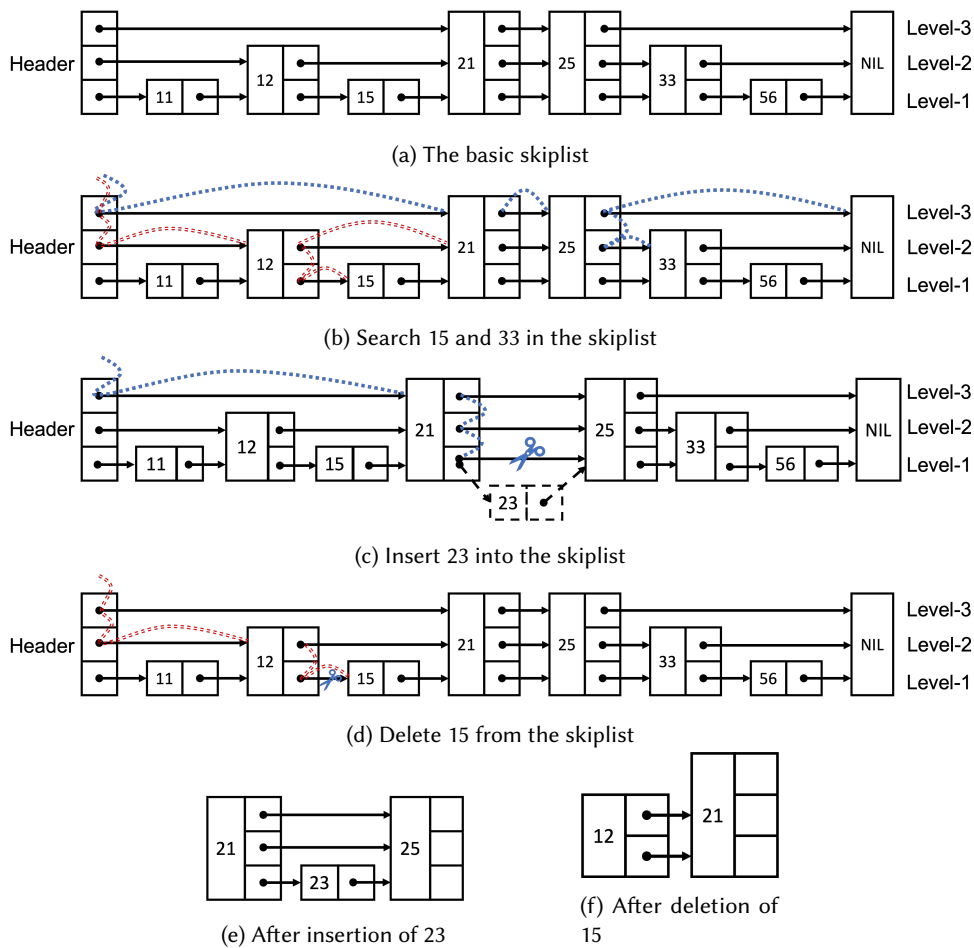 Level-3
Header 12 21 25 33 NIL Level-2
11 15 56 Level-1
(a) The basic skiplist
Level-3
Header 12 21 25 33 NIL Level-2
11 15 56 Level-1
(b) Search 15 and 33 in the skiplist
Level-3
Header 12 21 25 33 NIL Level-2
11 15 56 Level-1
23
(c) Insert 23 into the skiplist
Level-3
Header 12 21 25 33 NIL Level-2
11 15 56 Level-1
(d) Delete 15 from the skiplist
21 25
23
(e) After insertion of 23
12 21
(f) After deletion of
15